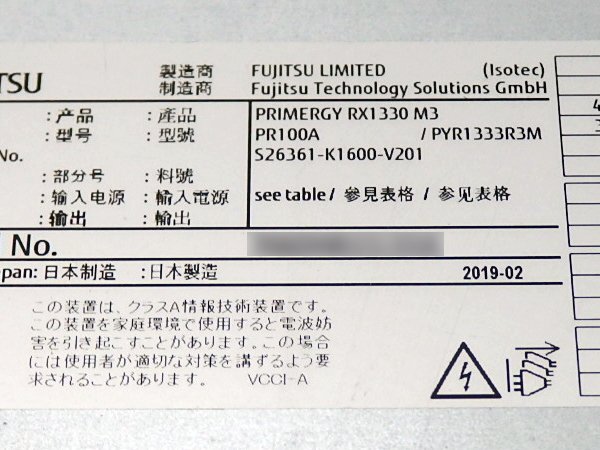 TSU 製造商 FUJITSU LIMITED (Isotec)
制造商 Fujitsu Technology Solutions GmbH
:产品 :產品 PRIMERGY RX1330 M3
:型号 :型號 PR100A / PYR1333R3M
No. S26361-K1600-V201
:部分号 :料號
:输入电源 :輸入電源 see table/ 參見表格/ 参见表格
:输出 :輸出
No.
pan:日本制造 :日本製造 2019-02
この装置は、クラスA情報技術装置です。
この装置を家庭環境で使用すると電波妨
害を引き起こすことがあります。この場合
には使用者が適切な対策を講ずるよう要
求されることがあります。 VCCI-A